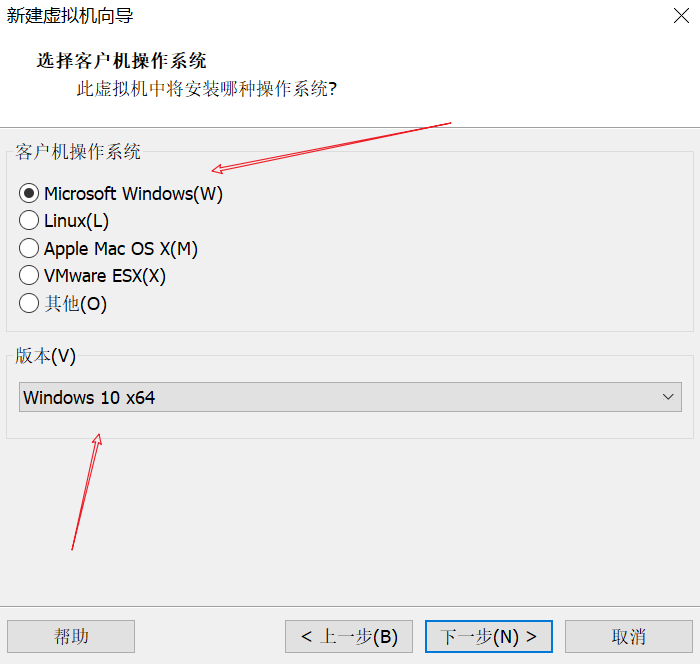 新建虚拟机向导
选择客户机操作系统
此虚拟机中将安装哪种操作系统?
客户机操作系统
Microsoft Windows(W)
Linux(L)
Apple Mac OS X(M)
VMware ESX(X)
其他(O)
版本(V)
Windows 10 x64
帮助
< 上一步(B)
下一步(N) >
取消